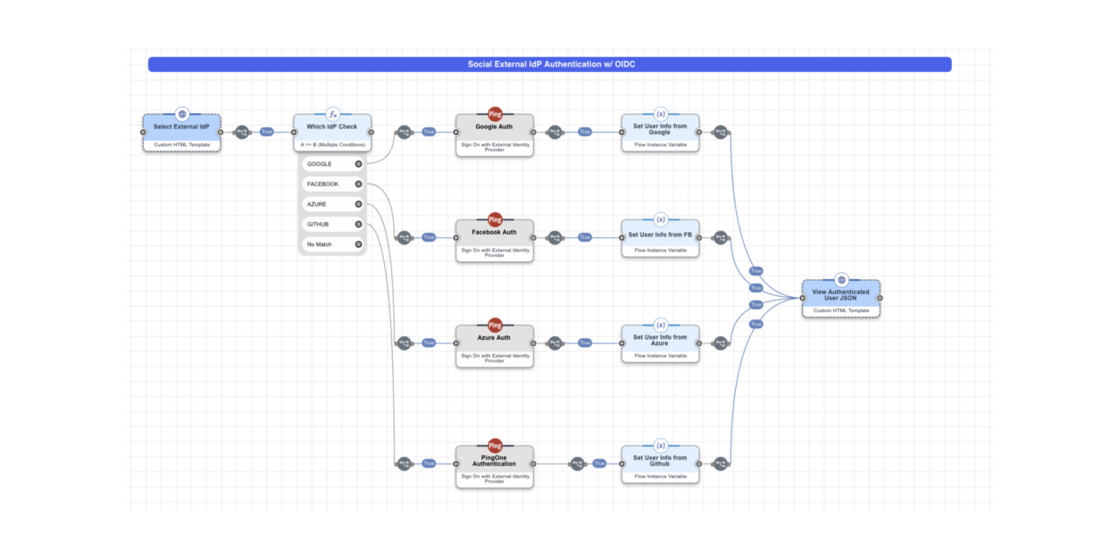 Social External IdP Authentication w/ OIDC
Select External IdP
Custom HTML Template
True
Which IdP Check
A == B (Multiple Conditions)
GOOGLE
FACEBOOK
AZURE
GITHUB
No Match
True
Ping
Google Auth
Sign On with External Identity
Provider
True
{x}
Set User Info from
Google
Flow Instance Variable
True
Ping
Facebook Auth
Sign On with External Identity
Provider
True
{x}
Set User Info from FB
Flow Instance Variable
True
Ping
Azure Auth
Sign On with External Identity
Provider
True
{x}
Set User Info from
Azure
Flow Instance Variable
True
Ping
PingOne
Authentication
Sign On with External Identity
Provider
True
{x}
Set User Info from
Github
Flow Instance Variable
True
True
True
True
View Authenticated
User JSON
Custom HTML Template